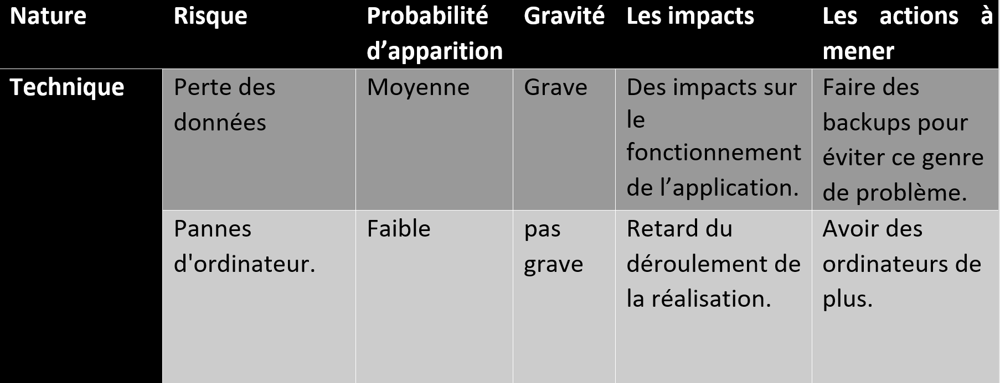 Nature
Risque
Probabilité
d’apparition
Gravité
Les impacts
Les actions à
mener
Technique
Perte des
données
Moyenne
Grave
Des impacts sur
le
fonctionnement
de l’application.
Faire des
backups pour
éviter ce genre
de problème.
Pannes
d'ordinateur.
Faible
pas
grave
Retard du
déroulement de
la réalisation.
Avoir des
ordinateurs de
plus.